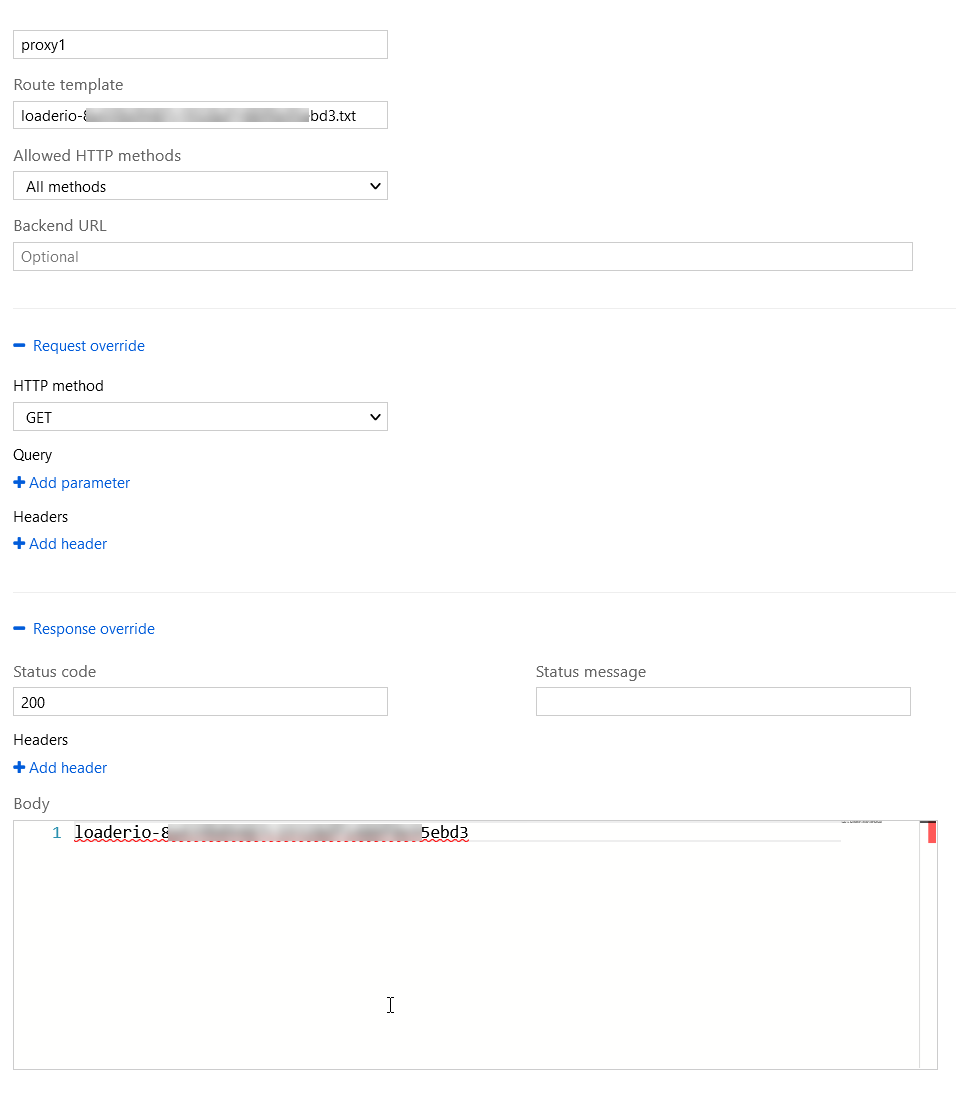 proxy1
Route template
loaderio-8 bd3.txt
Allowed HTTP methods
All methods
Backend URL
Optional
Request override
HTTP method
GET
Query
Add parameter
Headers
Add header
Response override
Status code
Status message
200
Headers
Add header
Body
1 loaderio-8 5ebd3